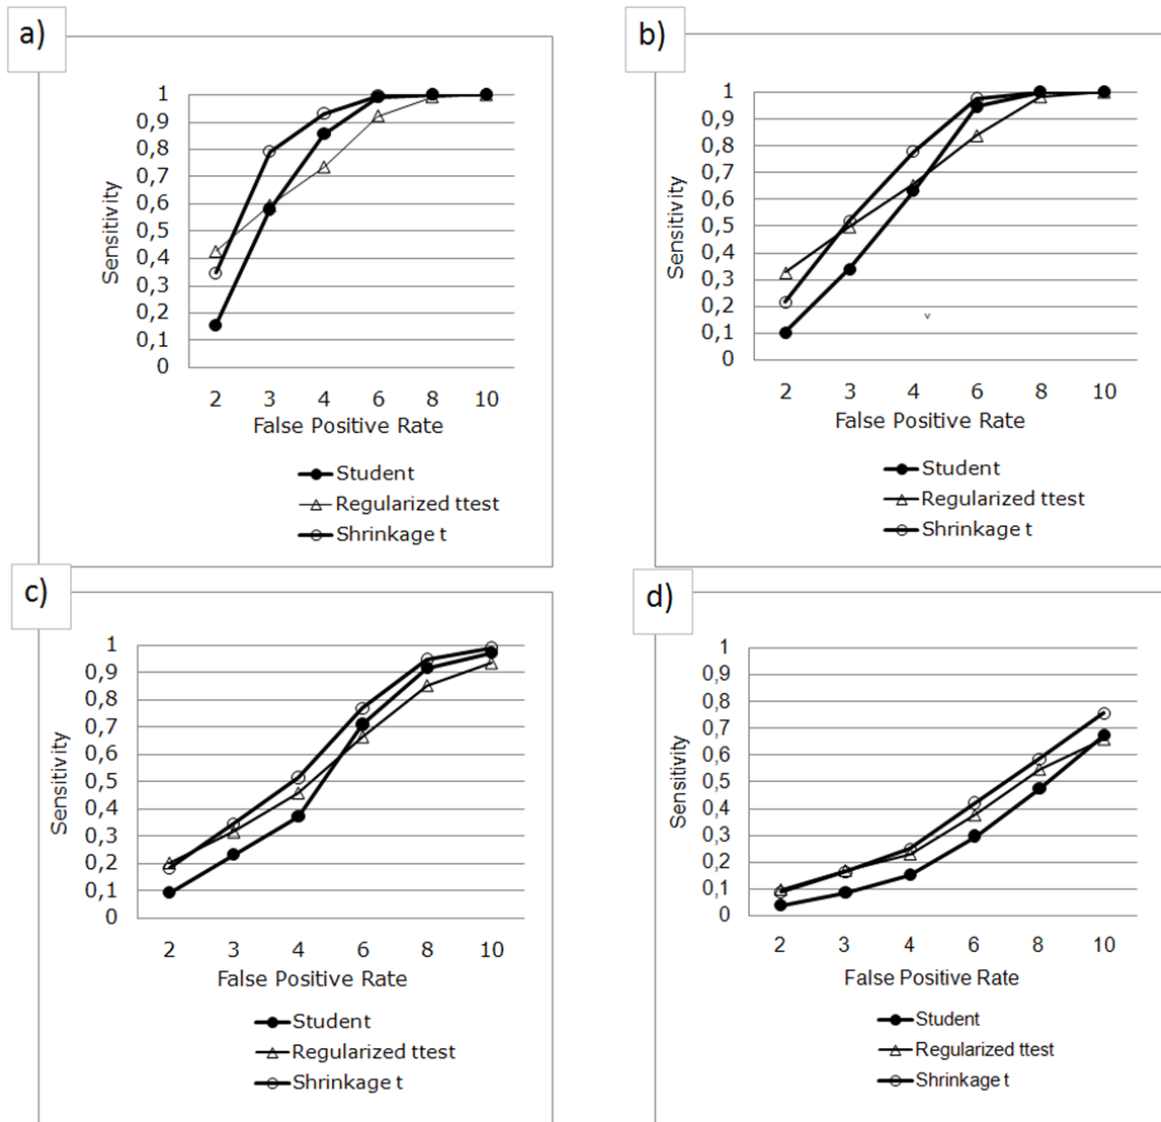 a)
1
0,9
0,8
0,7
0,6
0,5
0,4
0,3
0,2
0,1
0
Sensitivity
2 3 4 6 8 10
False Positive Rate
Student
Regularized ttest
Shrinkage t
b)
1
0,9
0,8
0,7
0,6
0,5
0,4
0,3
0,2
0,1
0
Sensitivity
v
2 3 4 6 8 10
False Positive Rate
Student
Regularized ttest
Shrinkage t
c)
1
0,9
0,8
0,7
0,6
0,5
0,4
0,3
0,2
0,1
0
Sensitivity
2 3 4 6 8 10
False Positive Rate
Student
Regularized ttest
Shrinkage t
d)
1
0,9
0,8
0,7
0,6
0,5
0,4
0,3
0,2
0,1
0
Sensitivity
2 3 4 6 8 10
False Positive Rate
Student
Regularized ttest
Shrinkage t